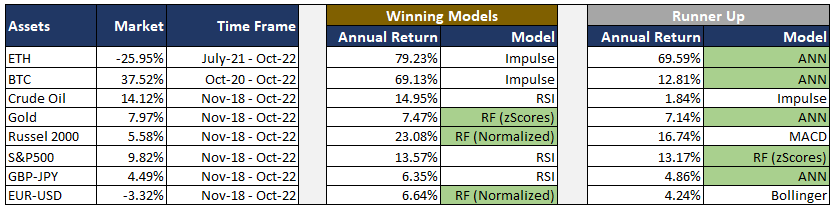 Winning Models Runner Up
Assets Market Time Frame Annual Return Model Annual Return Model
ETH -25.95% July-21 - Oct-22 79.23% Impulse 69.59% ANN
BTC 37.52% Oct-20 - Oct-22 69.13% Impulse 12.81% ANN
Crude Oil 14.12% Nov-18 - Oct-22 14.95% RSI 1.84% Impulse
Gold 7.97% Nov-18 - Oct-22 7.47% RF (zScores) 7.14% ANN
Russel 2000 5.58% Nov-18 - Oct-22 23.08% RF (Normalized) 16.74% MACD
S&P500 9.82% Nov-18 - Oct-22 13.57% RSI 13.17% RF (zScores)
GBP-JPY 4.49% Nov-18 - Oct-22 6.35% RSI 4.86% ANN
EUR-USD -3.32% Nov-18 - Oct-22 6.64% RF (Normalized) 4.24% Bollinger